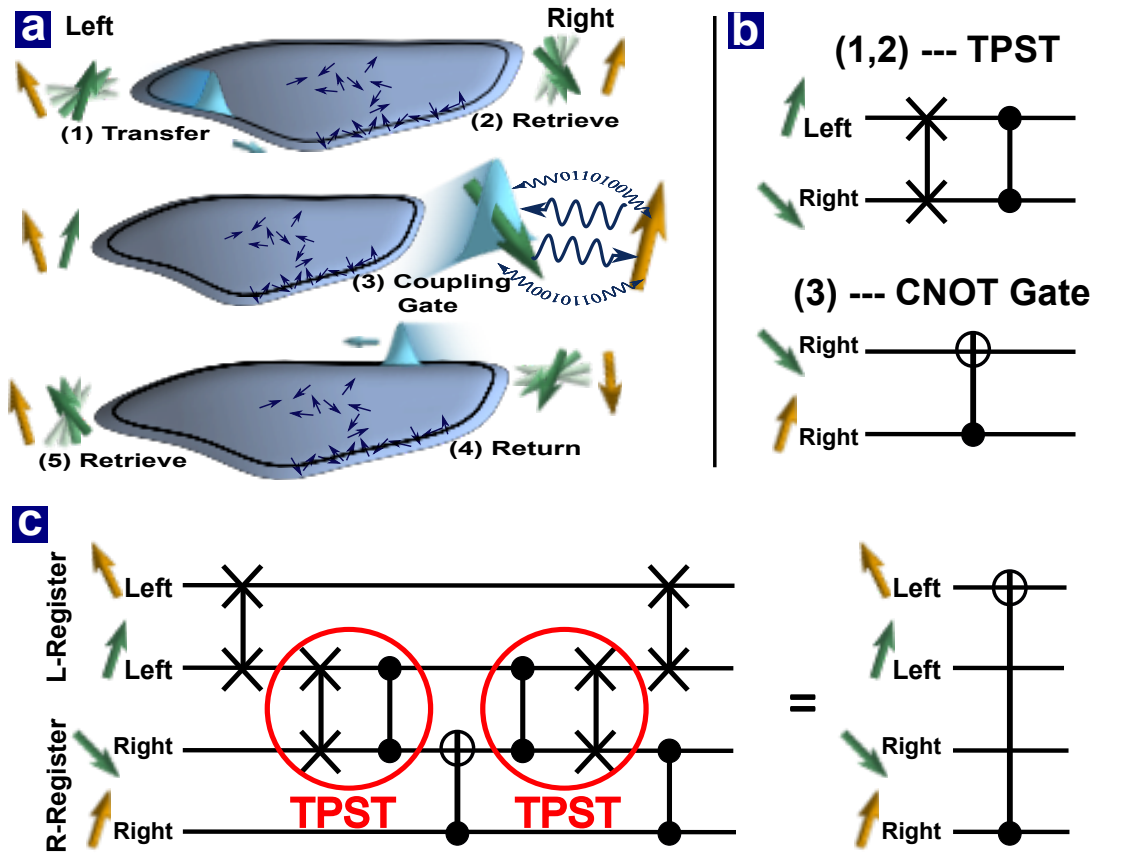 a
Left
Right
(1) Transfer
(2) Retrieve
0110100
(3) Coupling
Gate
0110100
(5) Retrieve
(4) Return
b
(1,2) --- TPST
Left
Right
(3) --- CNOT Gate
Right
Right
c
L-Register
R-Register
Left
Left
Right
Right
TPST
TPST
=
Left
Left
Right
Right